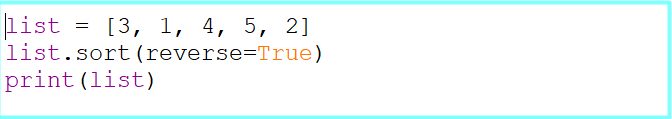 list = [3, 1, 4, 5, 2]
list.sort(reverse=True)
print(list)